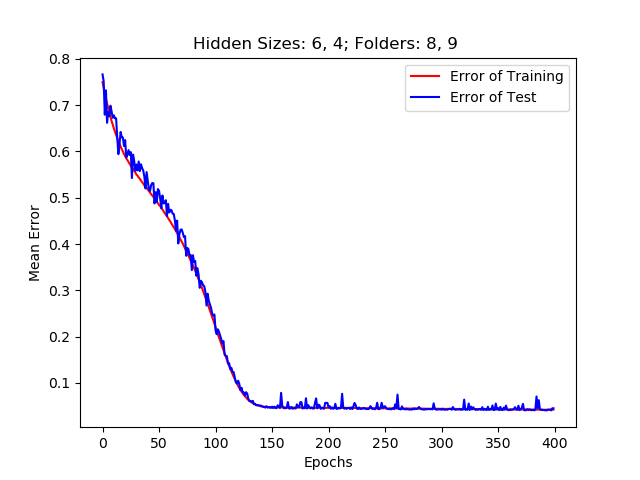 Hidden Sizes: 6, 4; Folders: 8, 9
Error of Training
Error of Test
Mean Error
0.8
0.7
0.6
0.5
0.4
0.3
0.2
0.1
0 50 100 150 200 250 300 350 400
Epochs